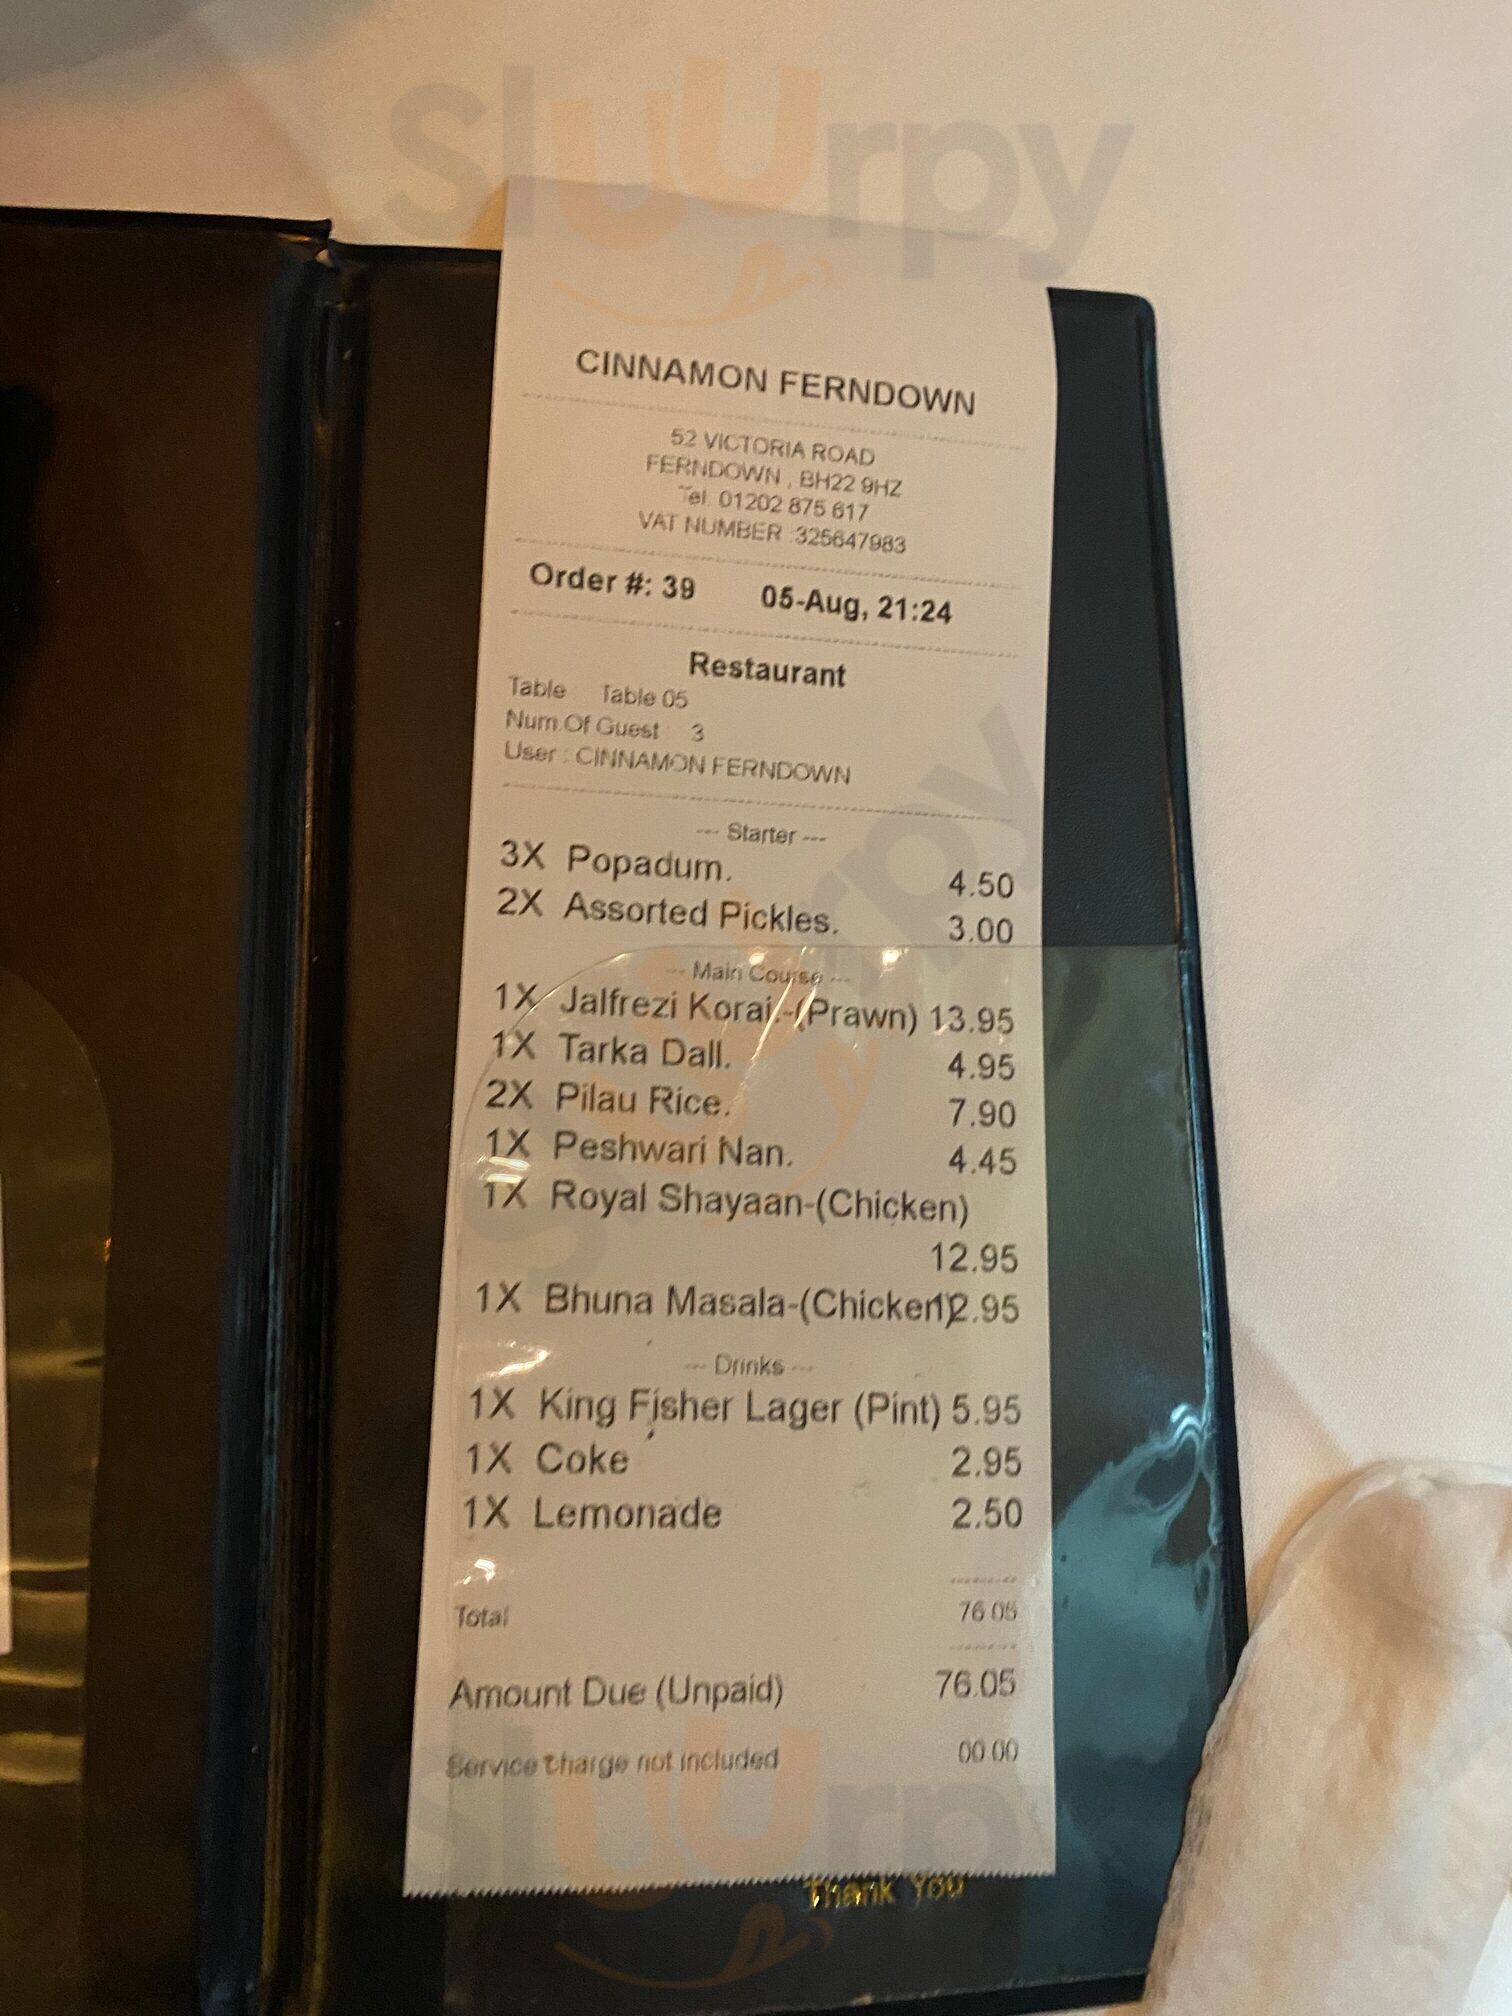 Sluurpy
CINNAMON FERNDOWN
52 VICTORIA ROAD
FERNDOWN , BH22 9HZ
Tel. 01202 875 617
VAT NUMBER :325647983
Order #: 39 05-Aug, 21:24
Restaurant
Table Table 05
Num.Of Guest : 3
User : CINNAMON FERNDOWN
--- Starter ---
3X Popadum. 4.50
2X Assorted Pickles. 3.00
--- Main Course ---
1X Jalfrezi Korai.-(Prawn) 13.95
1X Tarka Dall. 4.95
2X Pilau Rice. 7.90
1X Peshwari Nan. 4.45
1X Royal Shayaan-(Chicken)
12.95
1X Bhuna Masala-(Chicken) 12.95
--- Drinks ---
1X King Fisher Lager (Pint) 5.95
1X Coke 2.95
1X Lemonade 2.50
Total 76.05
Amount Due (Unpaid) 76.05
Service charge not included 00.00
Thank You
Sluurpy